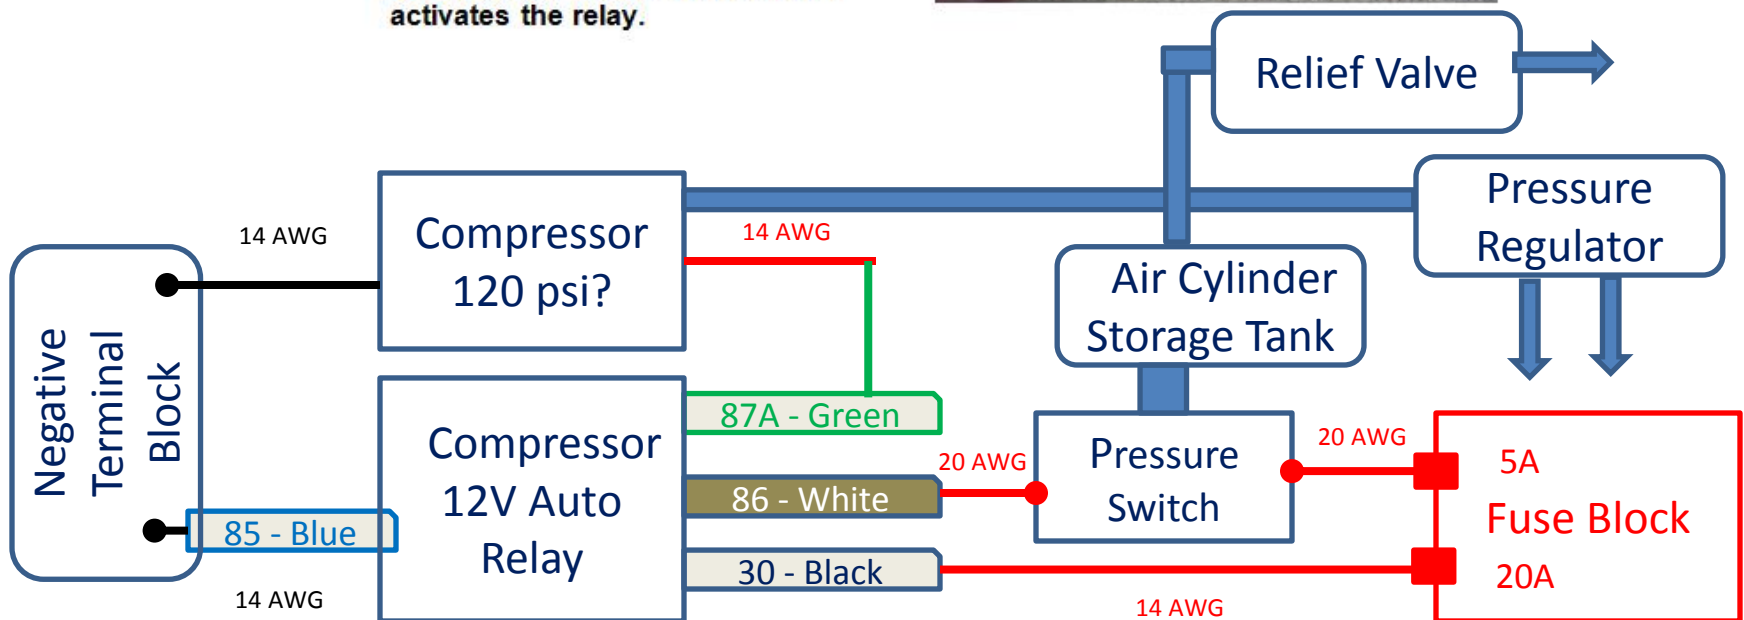 activates the relay.
Relief Valve
Pressure
Regulator
14 AWG
Compressor
120 psi?
14 AWG
Air Cylinder
Storage Tank
Negative
Terminal
Block
87A - Green
Compressor
12V Auto
Relay
86 - White
20 AWG
Pressure
Switch
20 AWG
5A
Fuse Block
20A
85 - Blue
30 - Black
14 AWG
14 AWG